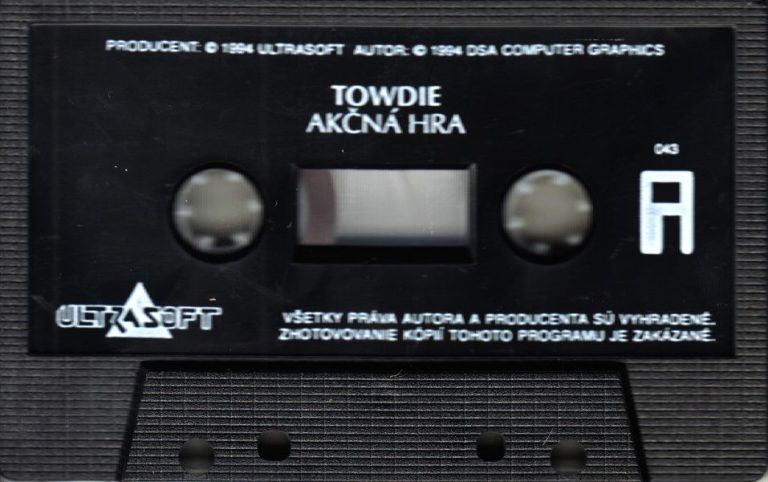 PRODUCENT: © 1994 ULTRASOFT AUTOR: © 1994 DSA COMPUTER GRAPHICS
TOWDIE
AKČNÁ HRA
043
A
ULTRASOFT
VŠETKY PRÁVA AUTORA A PRODUCENTA SÚ VYHRADENÉ.
ZHOTOVOVANIE KÓPIÍ TOHOTO PROGRAMU JE ZAKÁZANÉ.